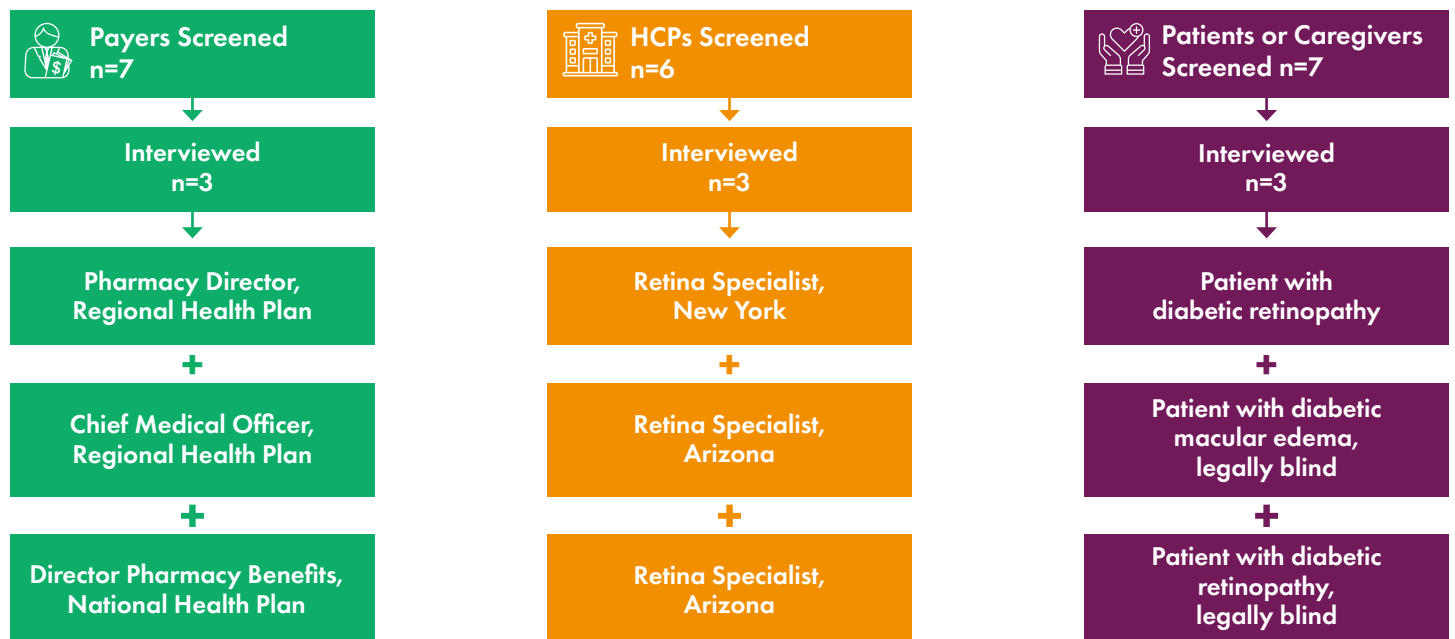 Payers Screened
n=7
Interviewed
n=3
Pharmacy Director,
Regional Health Plan
+
Chief Medical Officer,
Regional Health Plan
+
Director Pharmacy Benefits,
National Health Plan
HCPs Screened
n=6
Interviewed
n=3
Retina Specialist,
New York
+
Retina Specialist,
Arizona
+
Retina Specialist,
Arizona
Patients or Caregivers
Screened n=7
Interviewed
n=3
Patient with
diabetic retinopathy
+
Patient with diabetic
macular edema,
legally blind
+
Patient with diabetic
retinopathy,
legally blind